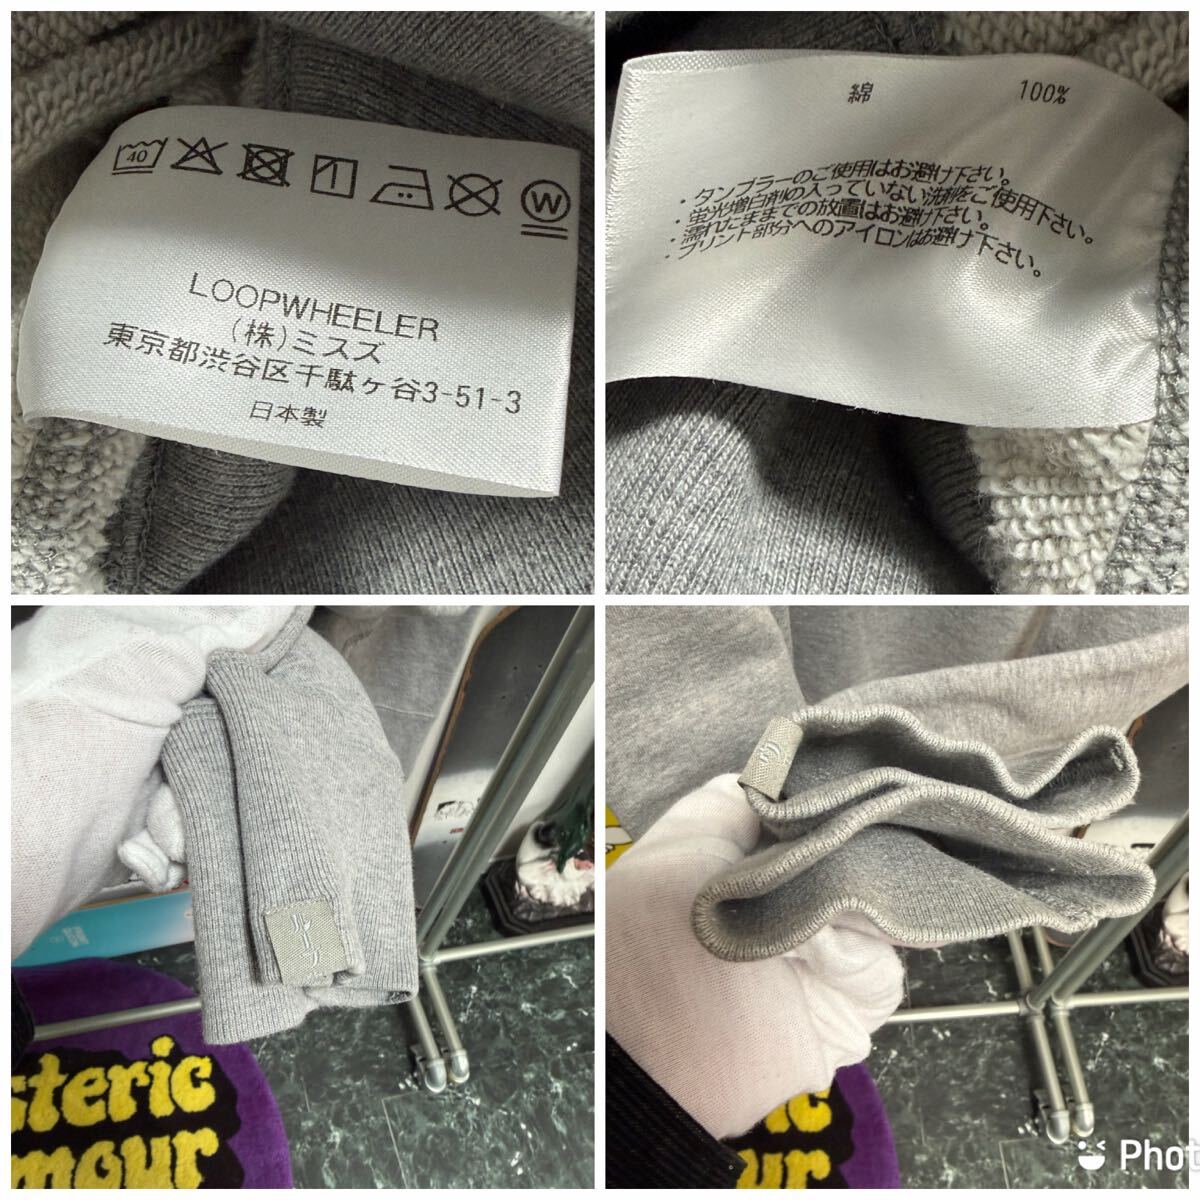 40
W
LOOPWHEELER
(株)ミスズ
東京都渋谷区千駄ヶ谷3-51-3
日本製
綿 100%
・タンブラーのご使用はお避け下さい。
・蛍光増白剤の入っていない洗剤をご使用下さい。
・濡れたままでの放置はお避け下さい。
・プリント部分へのアイロンはお避け下さい。
steric
mour
Phot